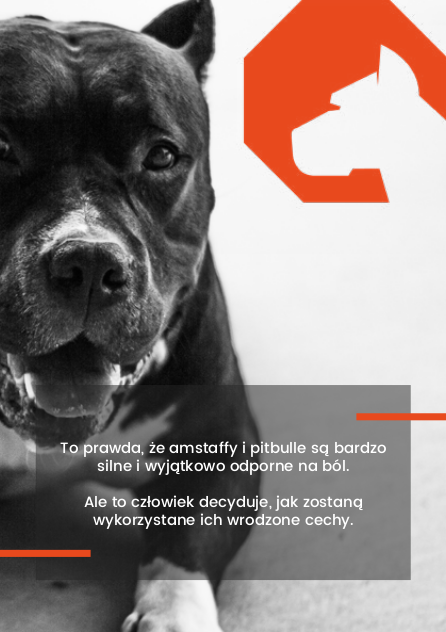 To prawda, że amstaffy i pitbulle są bardzo
silne i wyjątkowo odporne na ból.
Ale to człowiek decyduje, jak zostaną
wykorzystane ich wrodzone cechy.